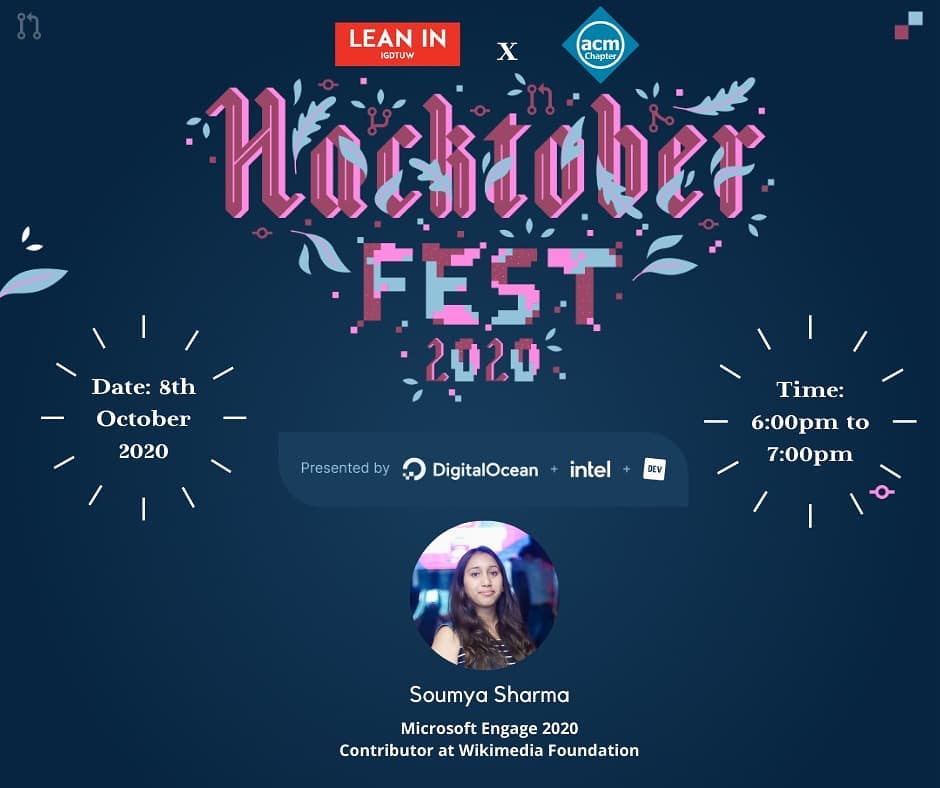 LEAN IN
IGDTUW
X
acm
Chapter
Hacktober
FEST
2020
Date: 8th
October
2020
Time:
6:00pm to
7:00pm
Presented by DigitalOcean + intel + DEV
Soumya Sharma
Microsoft Engage 2020
Contributor at Wikimedia Foundation